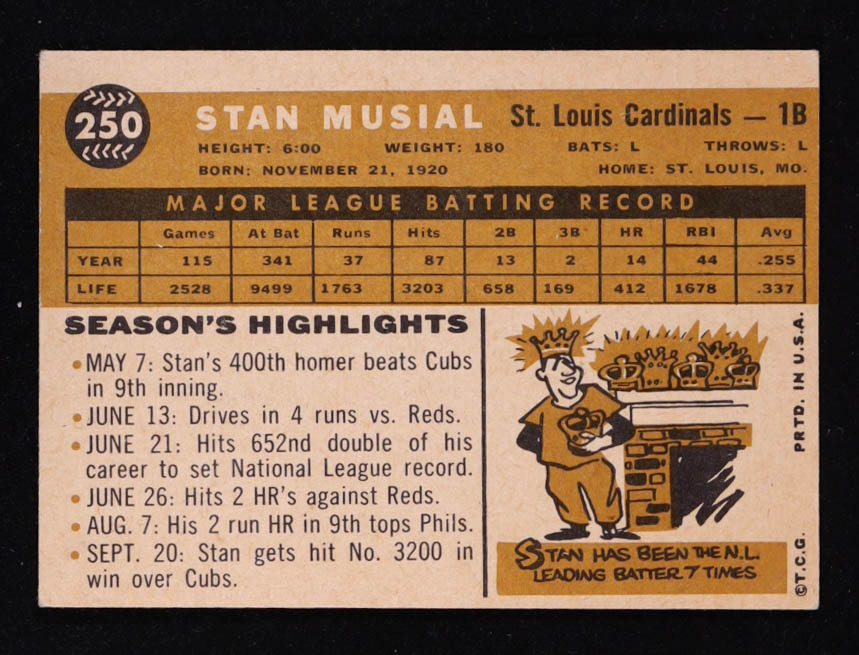 250
STAN MUSIAL St. Louis Cardinals — 1B
HEIGHT: 6:00 WEIGHT: 180 BATS: L THROWS: L
BORN: NOVEMBER 21, 1920 HOME: ST. LOUIS, MO.
MAJOR LEAGUE BATTING RECORD
Games At Bat Runs Hits 2B 3B HR RBI Avg
YEAR 115 341 37 87 13 2 14 44 .255
LIFE 2528 9499 1763 3203 658 169 412 1678 .337
SEASON'S HIGHLIGHTS
• MAY 7: Stan's 400th homer beats Cubs
in 9th inning.
• JUNE 13: Drives in 4 runs vs. Reds.
• JUNE 21: Hits 652nd double of his
career to set National League record.
• JUNE 26: Hits 2 HR's against Reds.
• AUG. 7: His 2 run HR in 9th tops Phils.
• SEPT. 20: Stan gets hit No. 3200 in
win over Cubs.
STAN HAS BEEN THE N.L.
LEADING BATTER 7 TIMES
©T.C.G. PRTD. IN U.S.A.